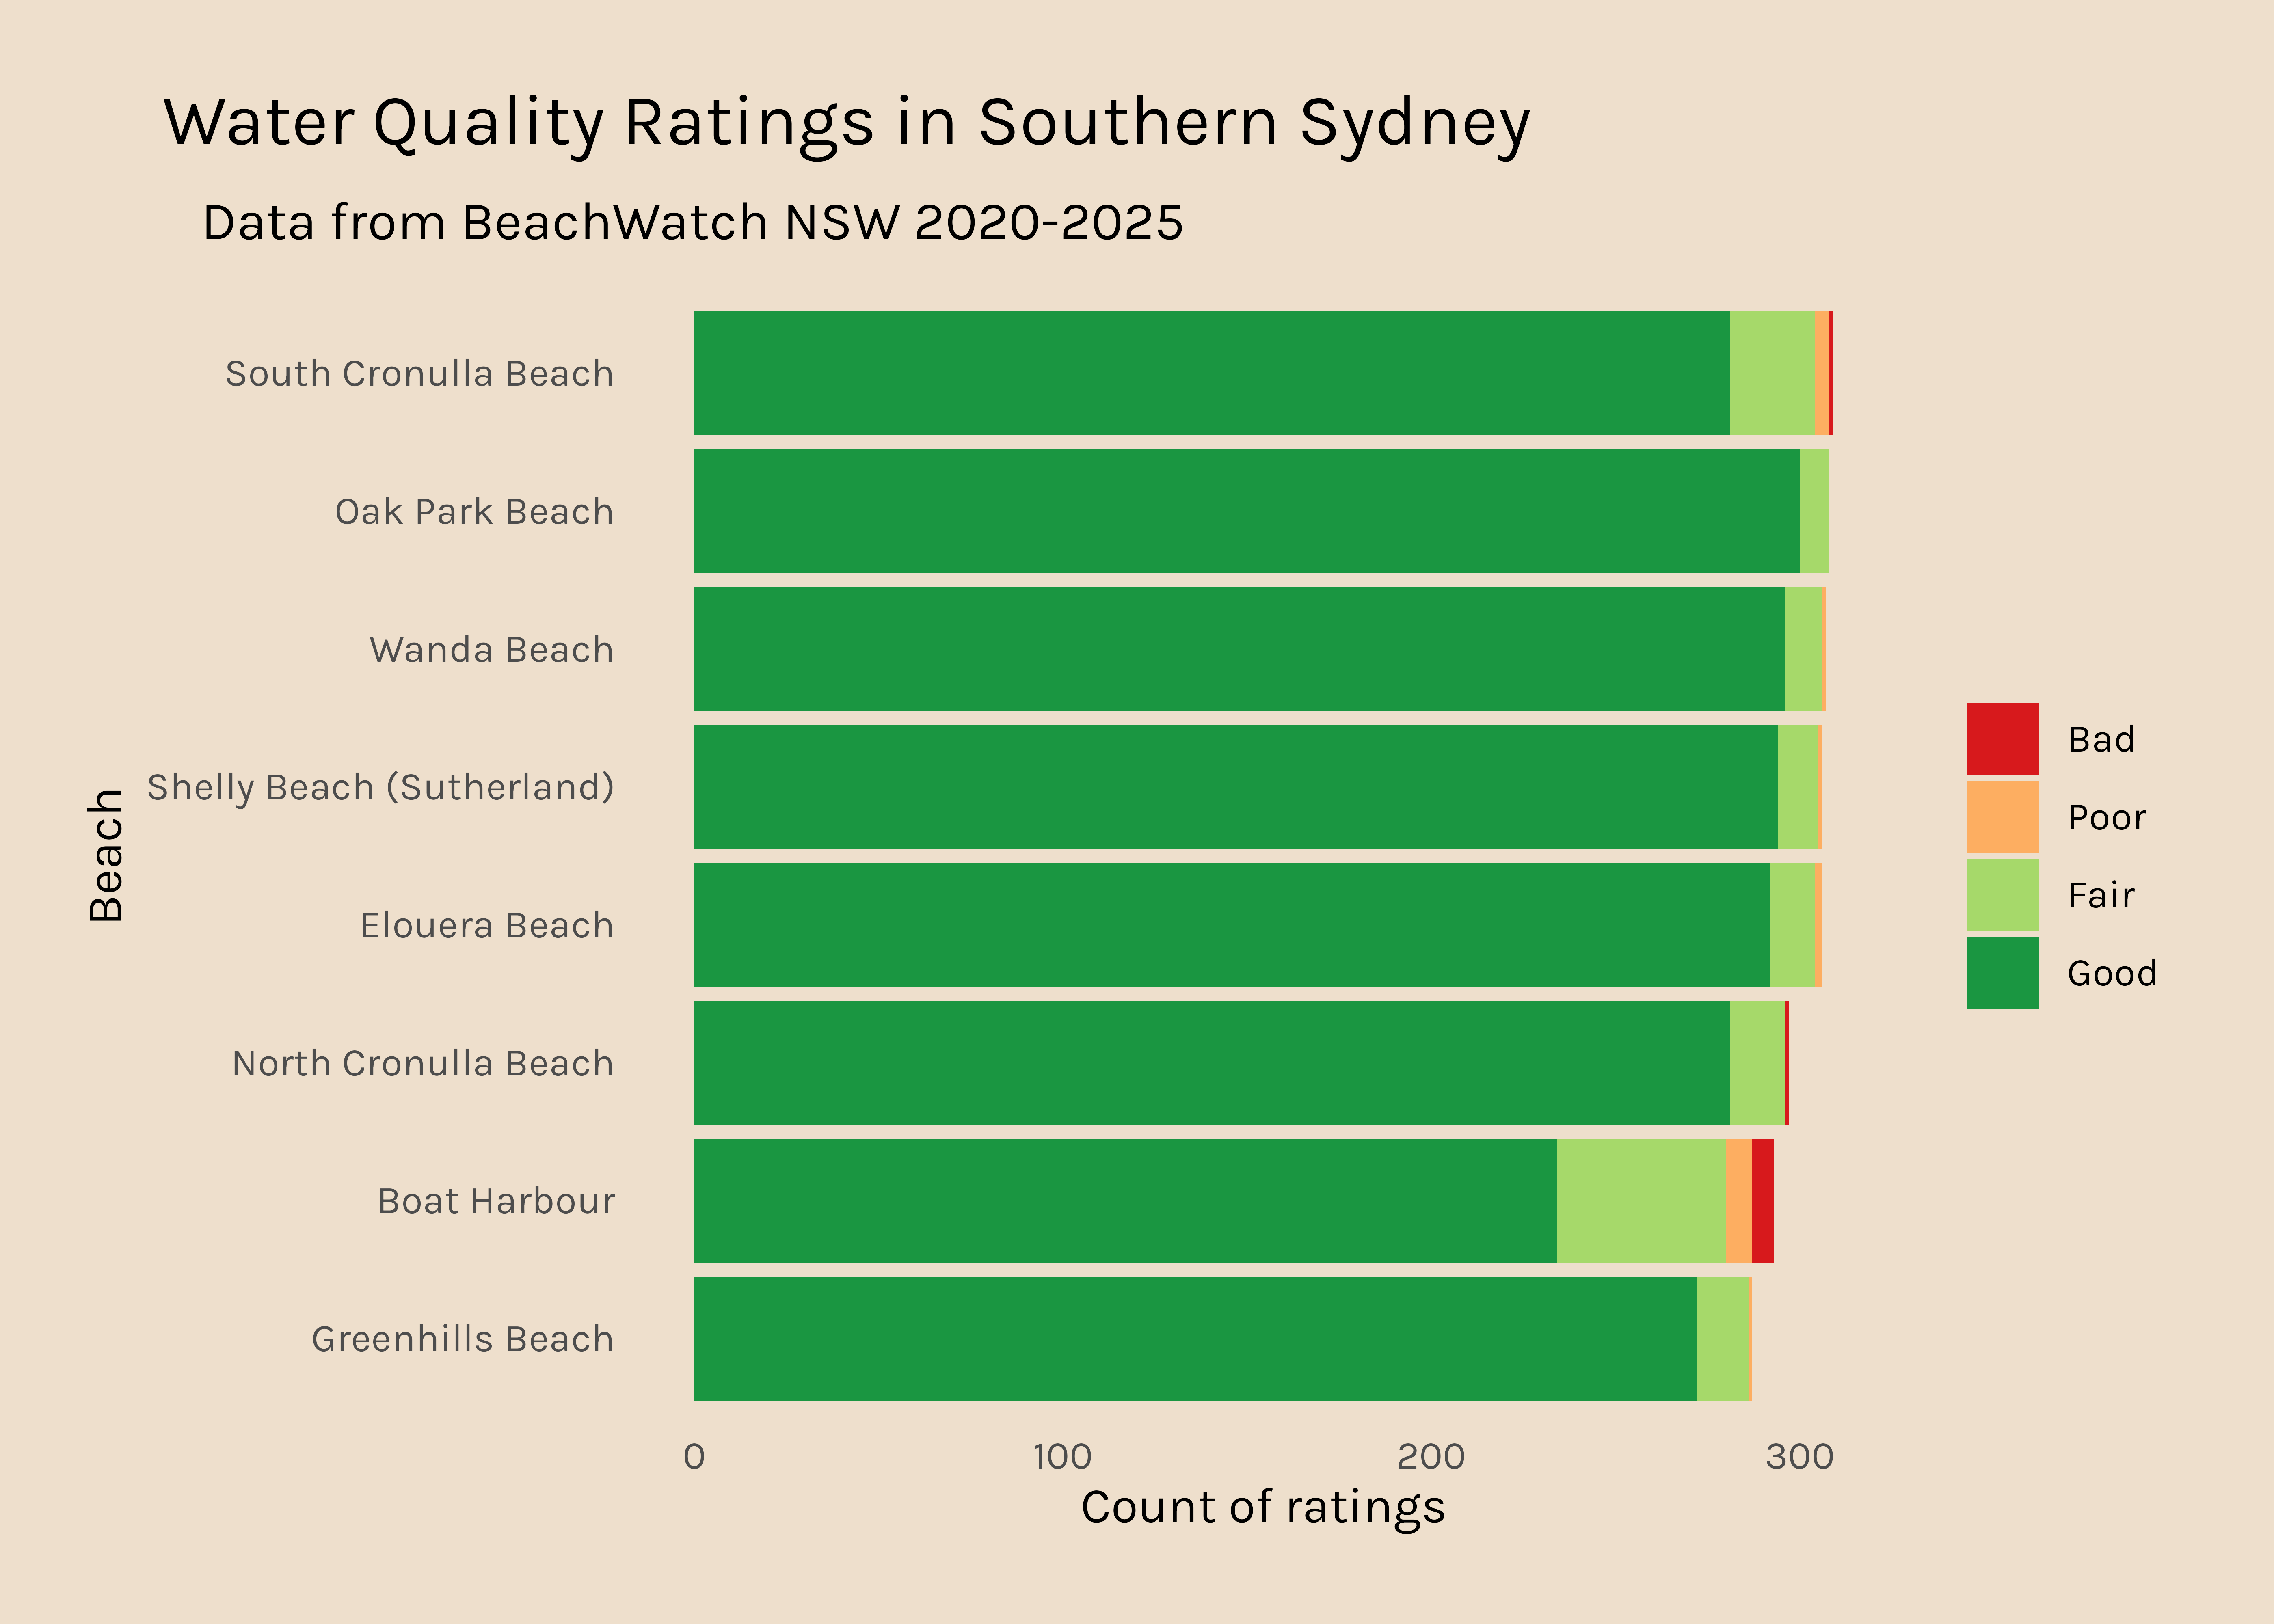 Water Quality Ratings in Southern Sydney
Data from BeachWatch NSW 2020-2025
Beach
South Cronulla Beach
Oak Park Beach
Wanda Beach
Shelly Beach (Sutherland)
Elouera Beach
North Cronulla Beach
Boat Harbour
Greenhills Beach
0 100 200 300
Count of ratings
Bad
Poor
Fair
Good